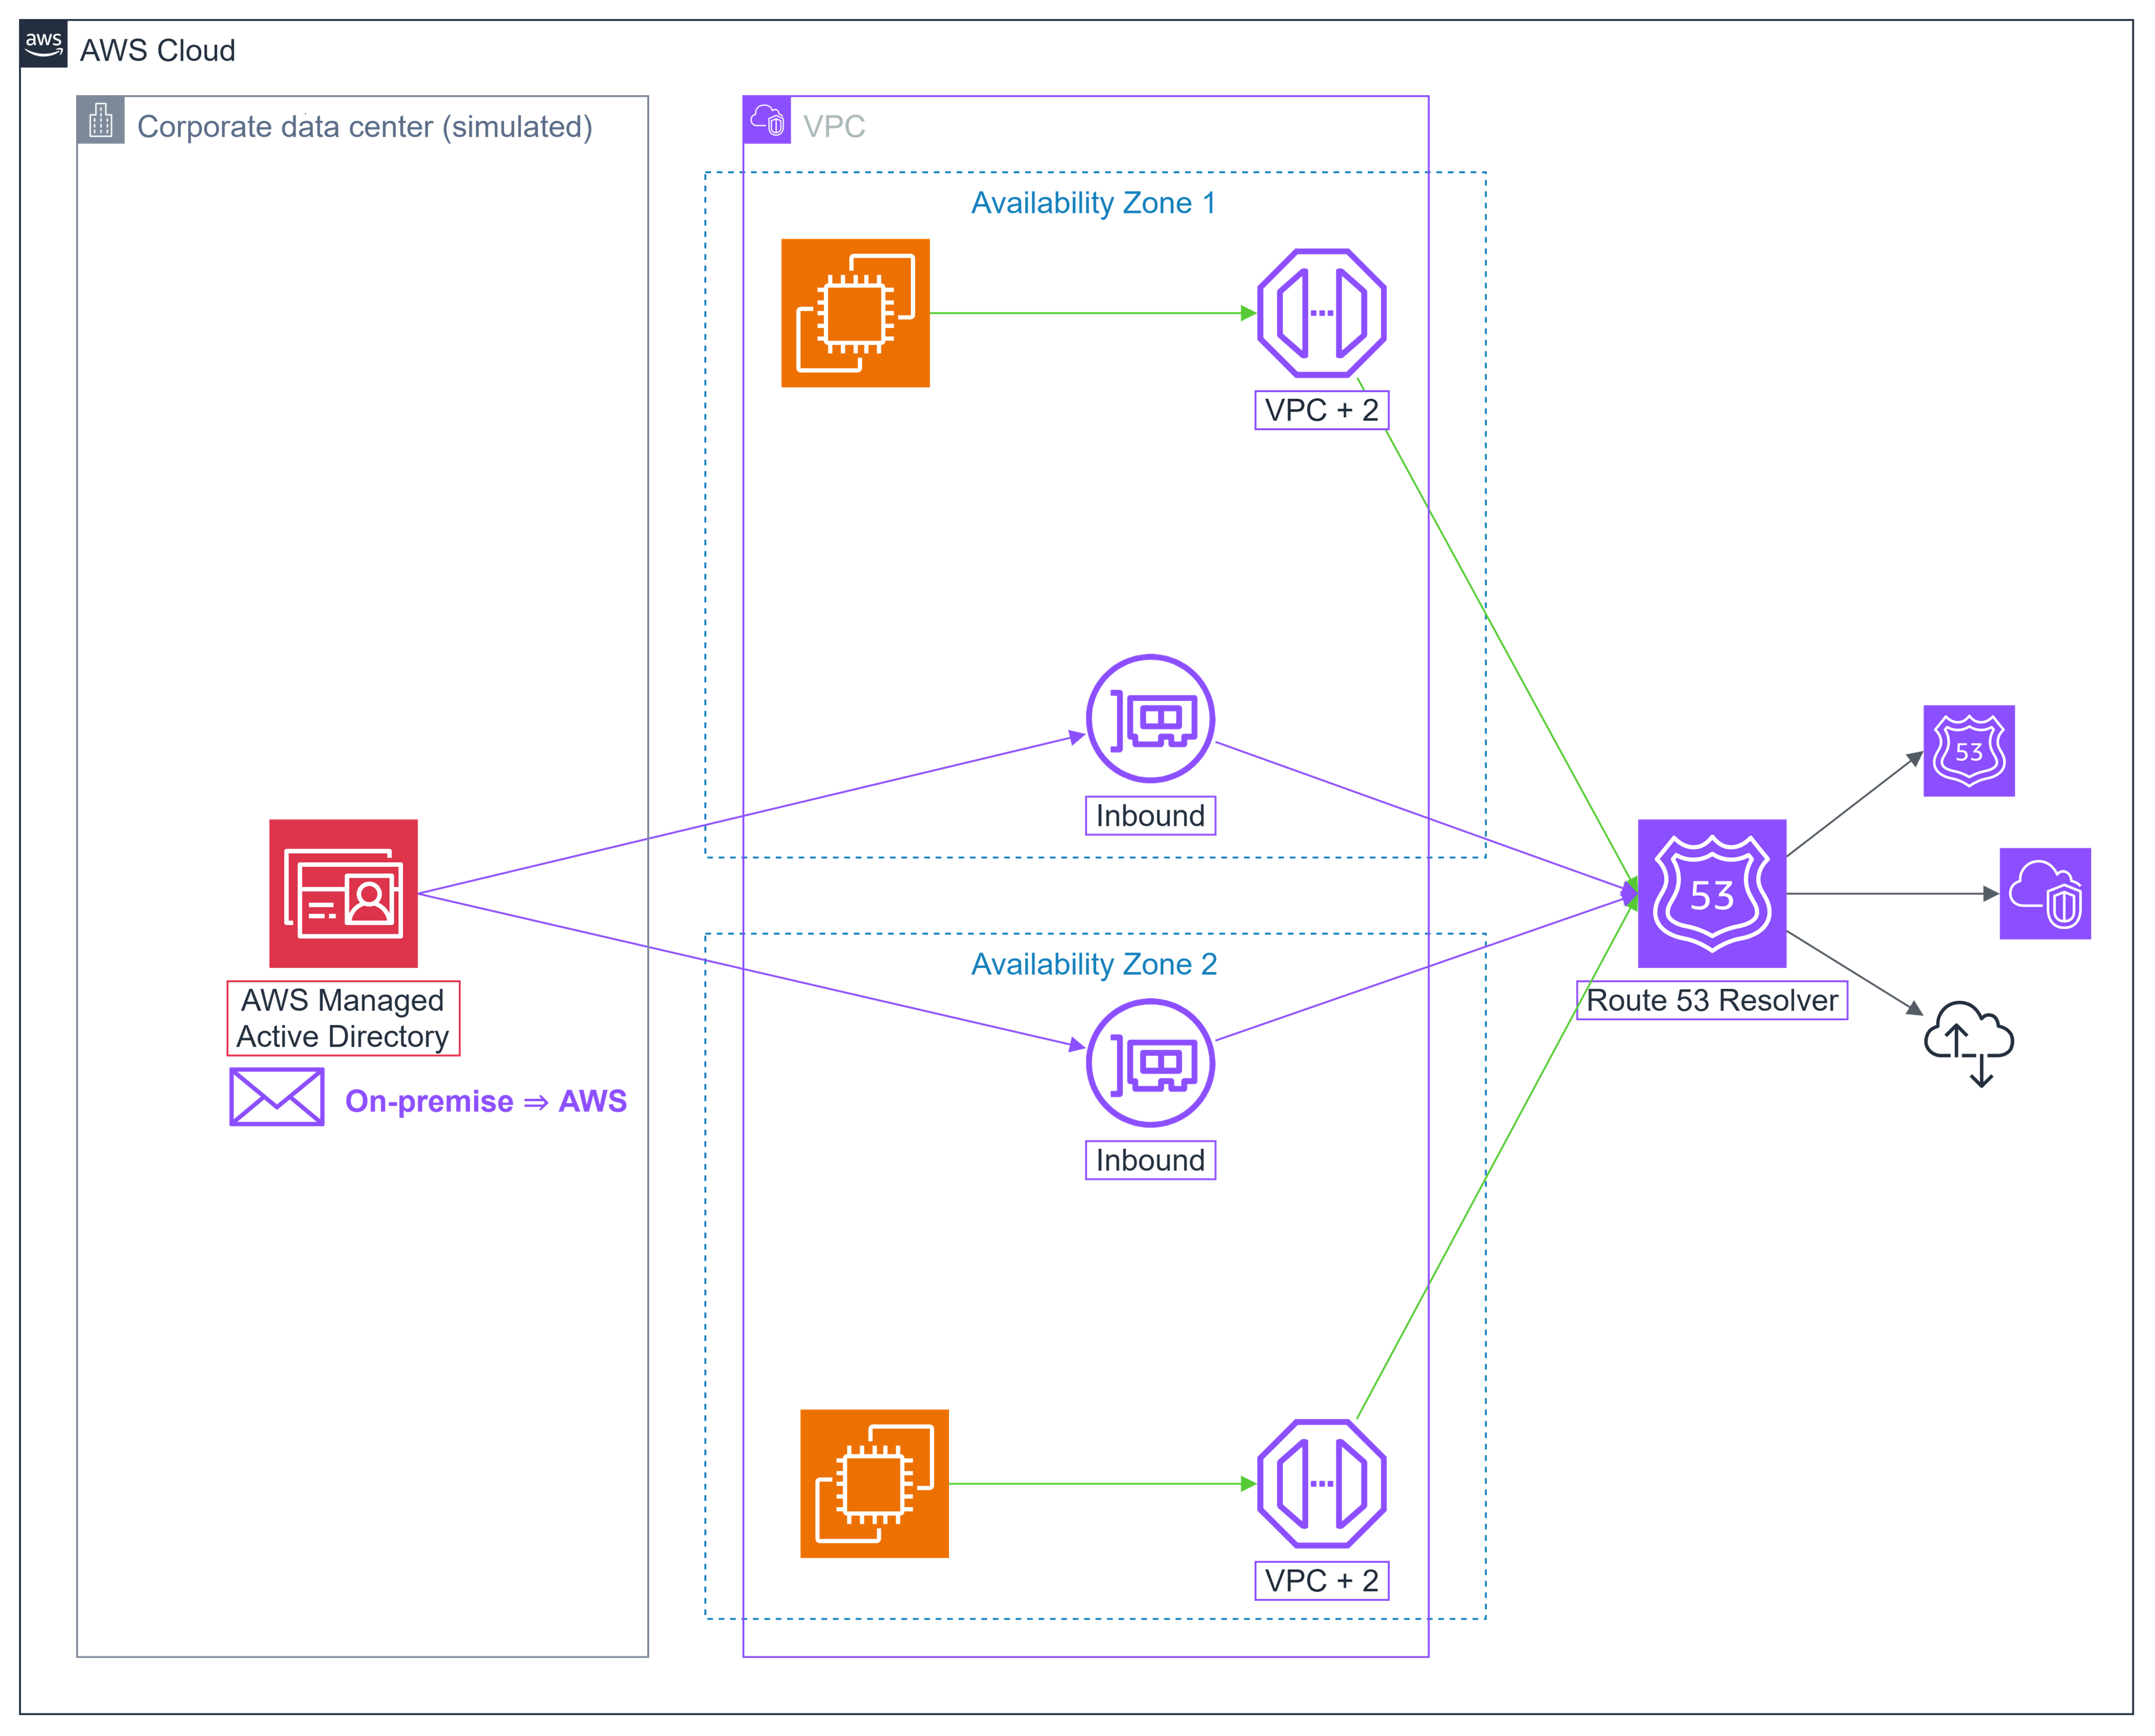 aws
AWS Cloud
Corporate data center (simulated)
VPC
Availability Zone 1
VPC + 2
Inbound
53
53
AWS Managed
Active Directory
On-premise ⇒ AWS
Availability Zone 2
Route 53 Resolver
Inbound
VPC + 2